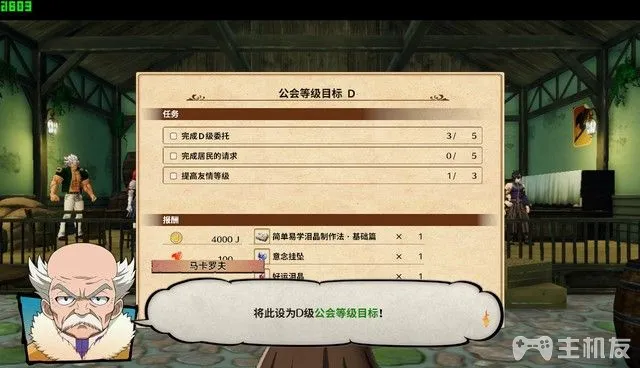 公会等级目标 D
任务
完成D级委托 3/ 5
完成居民的请求 0/ 5
提高友情等级 1/ 3
报酬
4000 J 简单易学泪晶制作法·基础篇 × 1
100 意念挂坠 × 1
马卡罗夫 好运泪晶 × 1
将此设为D级公会等级目标!
主机友